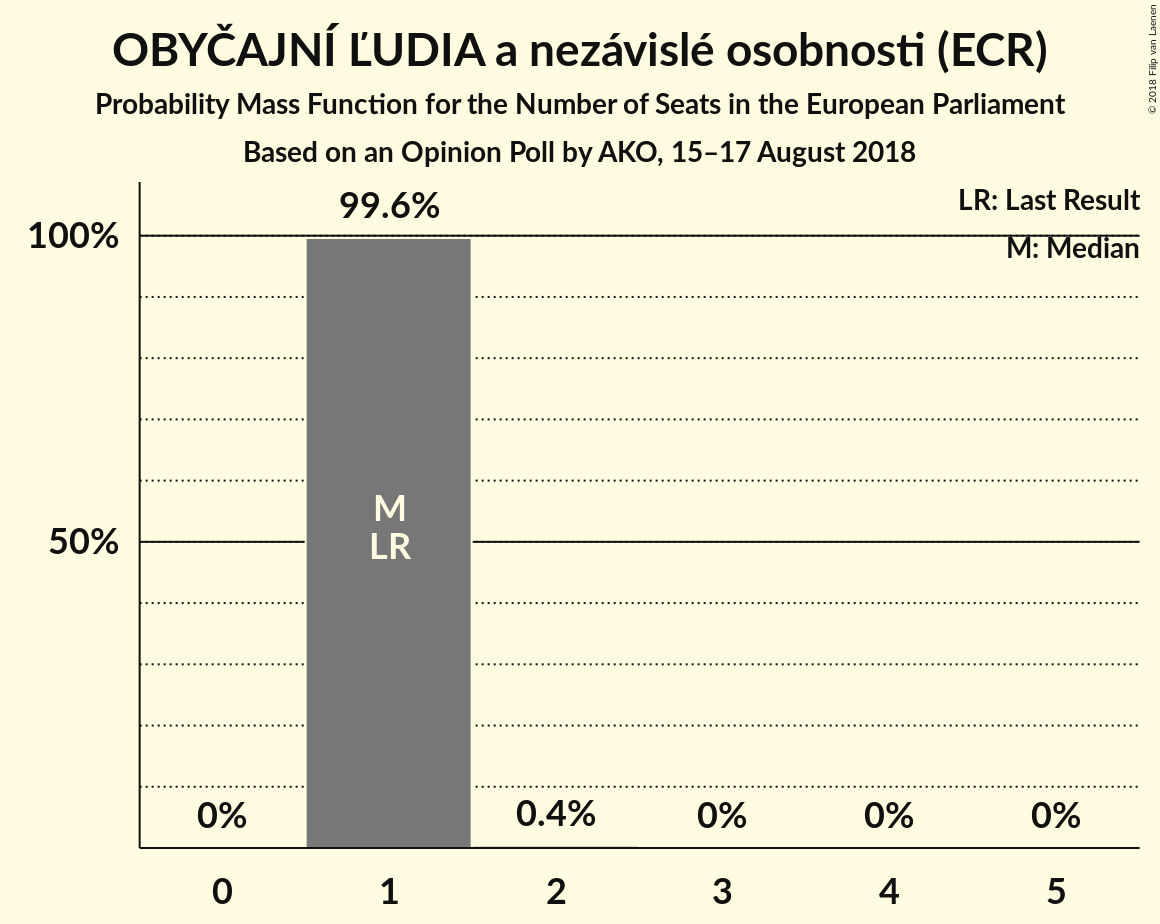 OBYČAJNÍ ĽUDIA a nezávislé osobnosti (ECR)
Probability Mass Function for the Number of Seats in the European Parliament
Based on an Opinion Poll by AKO, 15–17 August 2018
© 2018 Filip van Laenen
LR: Last Result
M: Median
99.6%
100%
50%
M
LR
0%
0.4%
0%
0%
0%
0
1
2
3
4
5